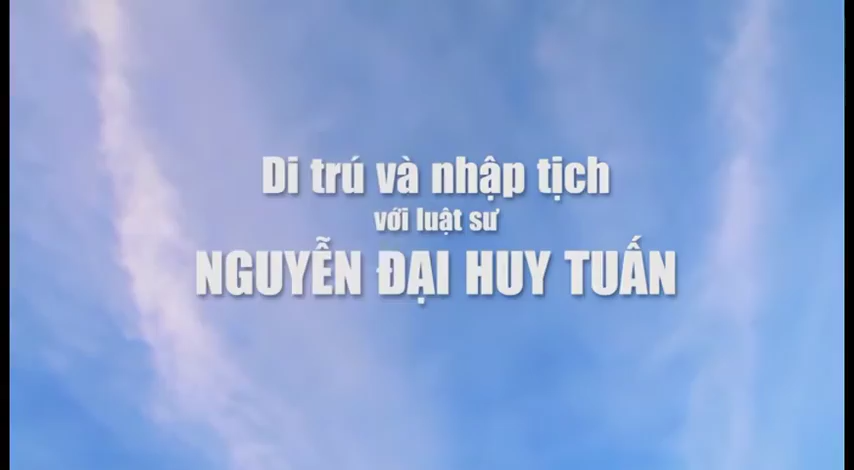 Di trú và nhập tịch
với luật sư
NGUYỄN ĐẠI HUY TUẤN